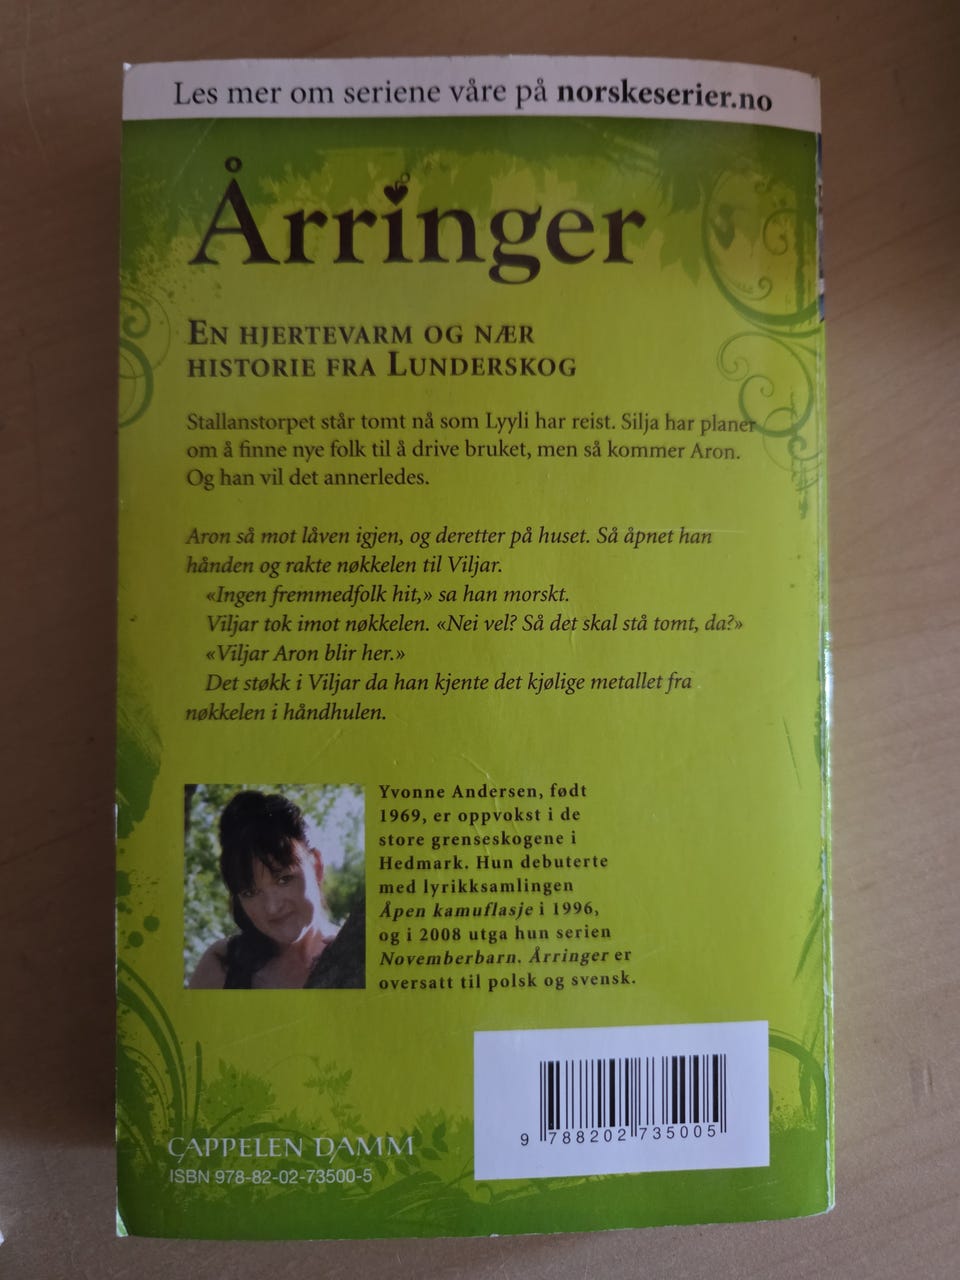 Les mer om seriene våre på norskeserier.no
Årringer
En hjertevarm og nær
historie fra Lunderskog
Stallanstorpet står tomt nå som Lyyli har reist. Silja har planer
om å finne nye folk til å drive bruket, men så kommer Aron.
Og han vil det annerledes.
Aron så mot låven igjen, og deretter på huset. Så åpnet han
hånden og rakte nøkkelen til Viljar.
«Ingen fremmedfolk hit,» sa han morskt.
Viljar tok imot nøkkelen. «Nei vel? Så det skal stå tomt, da?»
«Viljar Aron blir her.»
Det støkk i Viljar da han kjente det kjølige metallet fra
nøkkelen i håndhulen.
Yvonne Andersen, født
1969, er oppvokst i de
store grenseskogene i
Hedmark. Hun debuterte
med lyrikksamlingen
Åpen kamuflasje i 1996,
og i 2008 utga hun serien
Novemberbarn. Årringer er
oversatt til polsk og svensk.
9 788202 735005
CAPPELEN DAMM
ISBN 978-82-02-73500-5